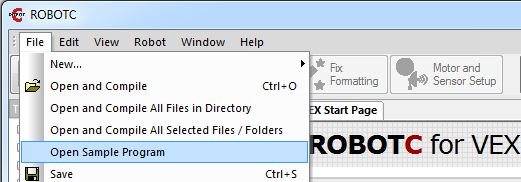 ROBOTC
File Edit View Robot Window Help
New...
Open and Compile Ctrl+O
Open and Compile All Files in Directory
Open and Compile All Selected Files / Folders
Open Sample Program
Save Ctrl+S
Fix
Formatting
Motor and
Sensor Setup
EX Start Page
ROBOTC for VEX